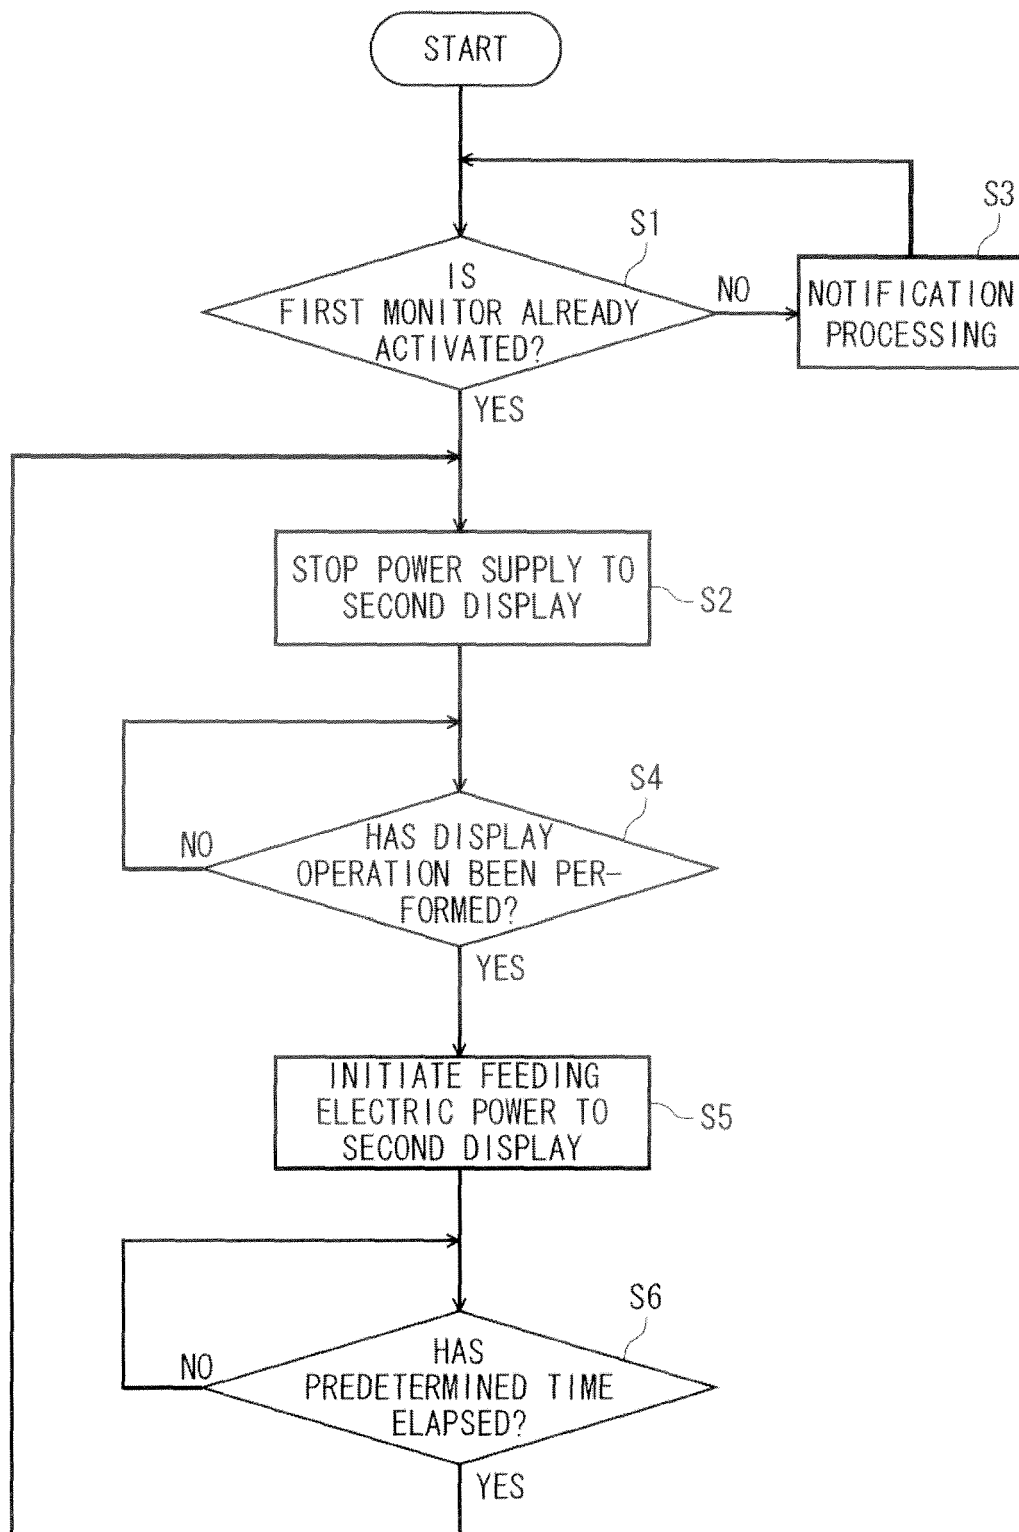 START
S1
S3
IS
FIRST MONITOR ALREADY
ACTIVATED?
NO
NOTIFICATION
PROCESSING
YES
STOP POWER SUPPLY TO
SECOND DISPLAY
S2
S4
NO
HAS DISPLAY
OPERATION BEEN PER-
FORMED?
YES
INITIATE FEEDING
ELECTRIC POWER TO
SECOND DISPLAY
S5
S6
NO
HAS
PREDETERMINED TIME
ELAPSED?
YES